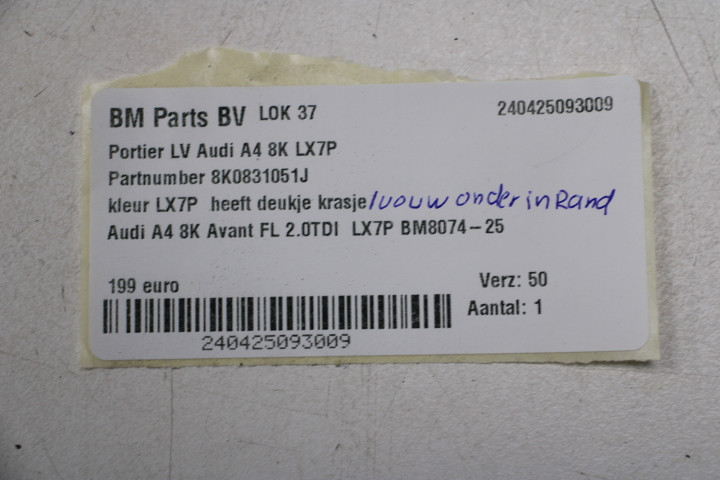 BM Parts BV LOK 37 240425093009
Portier LV Audi A4 8K LX7P
Partnumber 8K0831051J
kleur LX7P heeft deukje krasje/vouw onder in Rand
Audi A4 8K Avant FL 2.0TDI LX7P BM8074-25
199 euro Verz: 50
Aantal: 1
240425093009